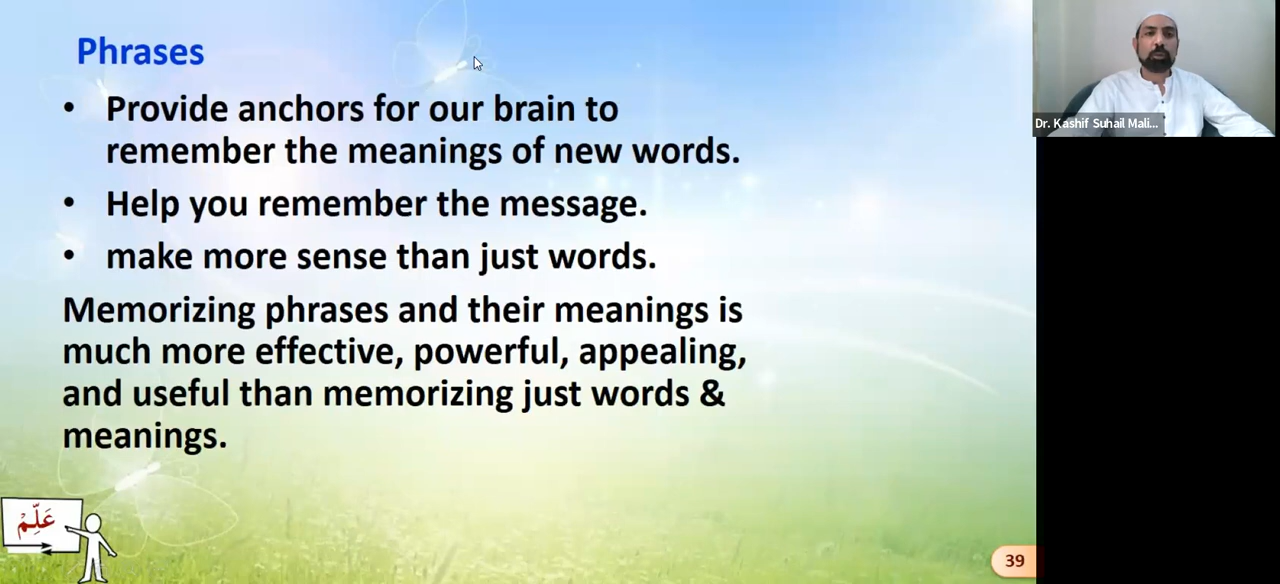 Phrases
• Provide anchors for our brain to
remember the meanings of new words.
• Help you remember the message.
• make more sense than just words.
Memorizing phrases and their meanings is
much more effective, powerful, appealing,
and useful than memorizing just words &
meanings.
عَلِّمْ
39
Dr. Kashif Suhail Mali...